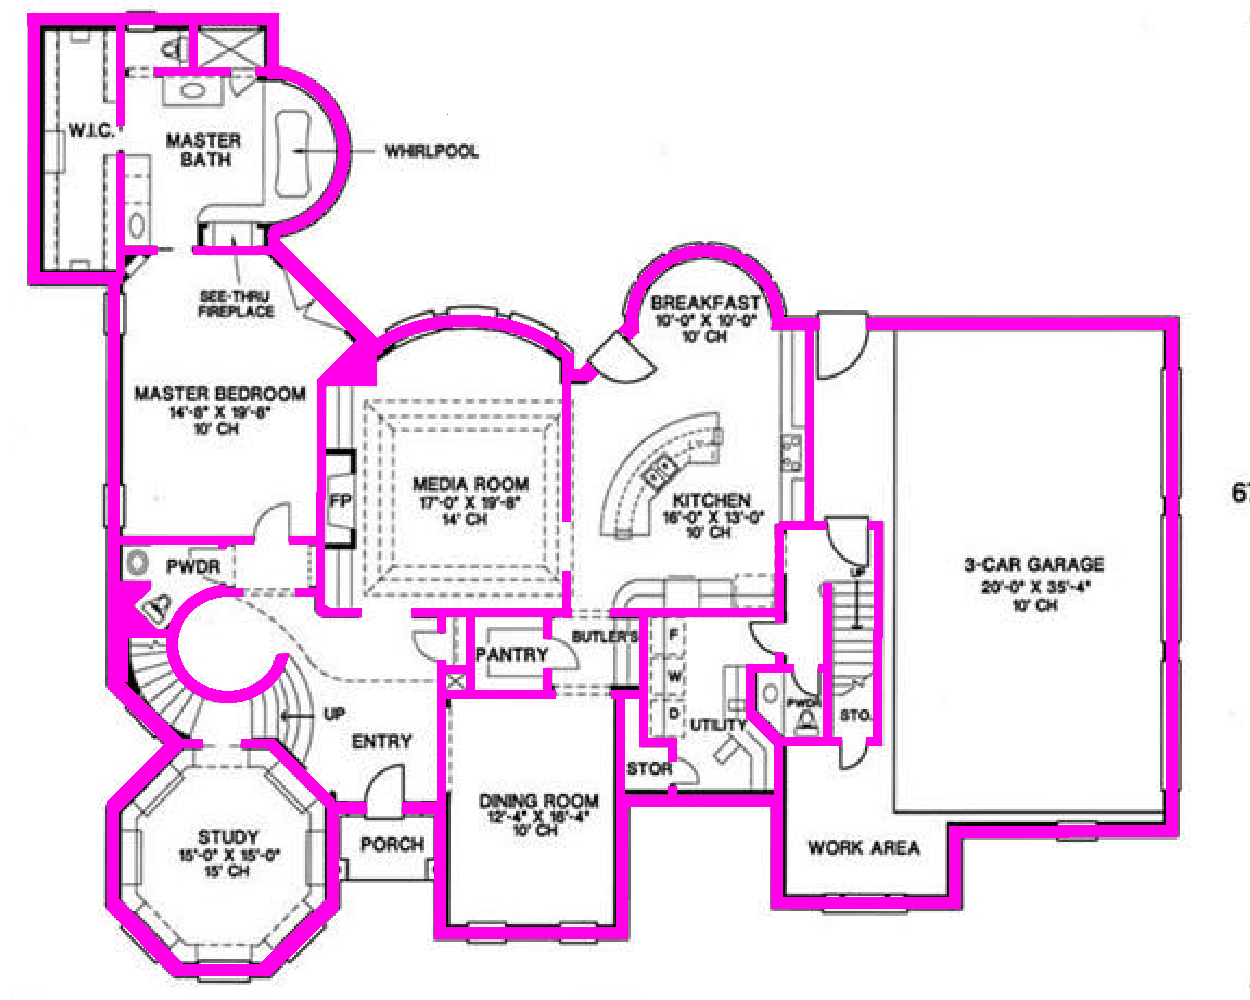 W.I.C.
MASTER
BATH
WHIRLPOOL
SEE-THRU
FIREPLACE
BREAKFAST
10'-0" X 10'-0"
10' CH
MASTER BEDROOM
14'-8" X 19'-8"
10' CH
MEDIA ROOM
17'-0" X 19'-8"
14' CH
FP
KITCHEN
16'-0" X 13'-0"
10' CH
3-CAR GARAGE
20'-0" X 35'-4"
10' CH
PWDR
UP
PANTRY
BUTLER'S
F
W
D
UTILITY
PWDR
STO.
UP
ENTRY
STOR
DINING ROOM
12'-4" X 16'-4"
10' CH
STUDY
15'-0" X 15'-0"
15' CH
PORCH
WORK AREA